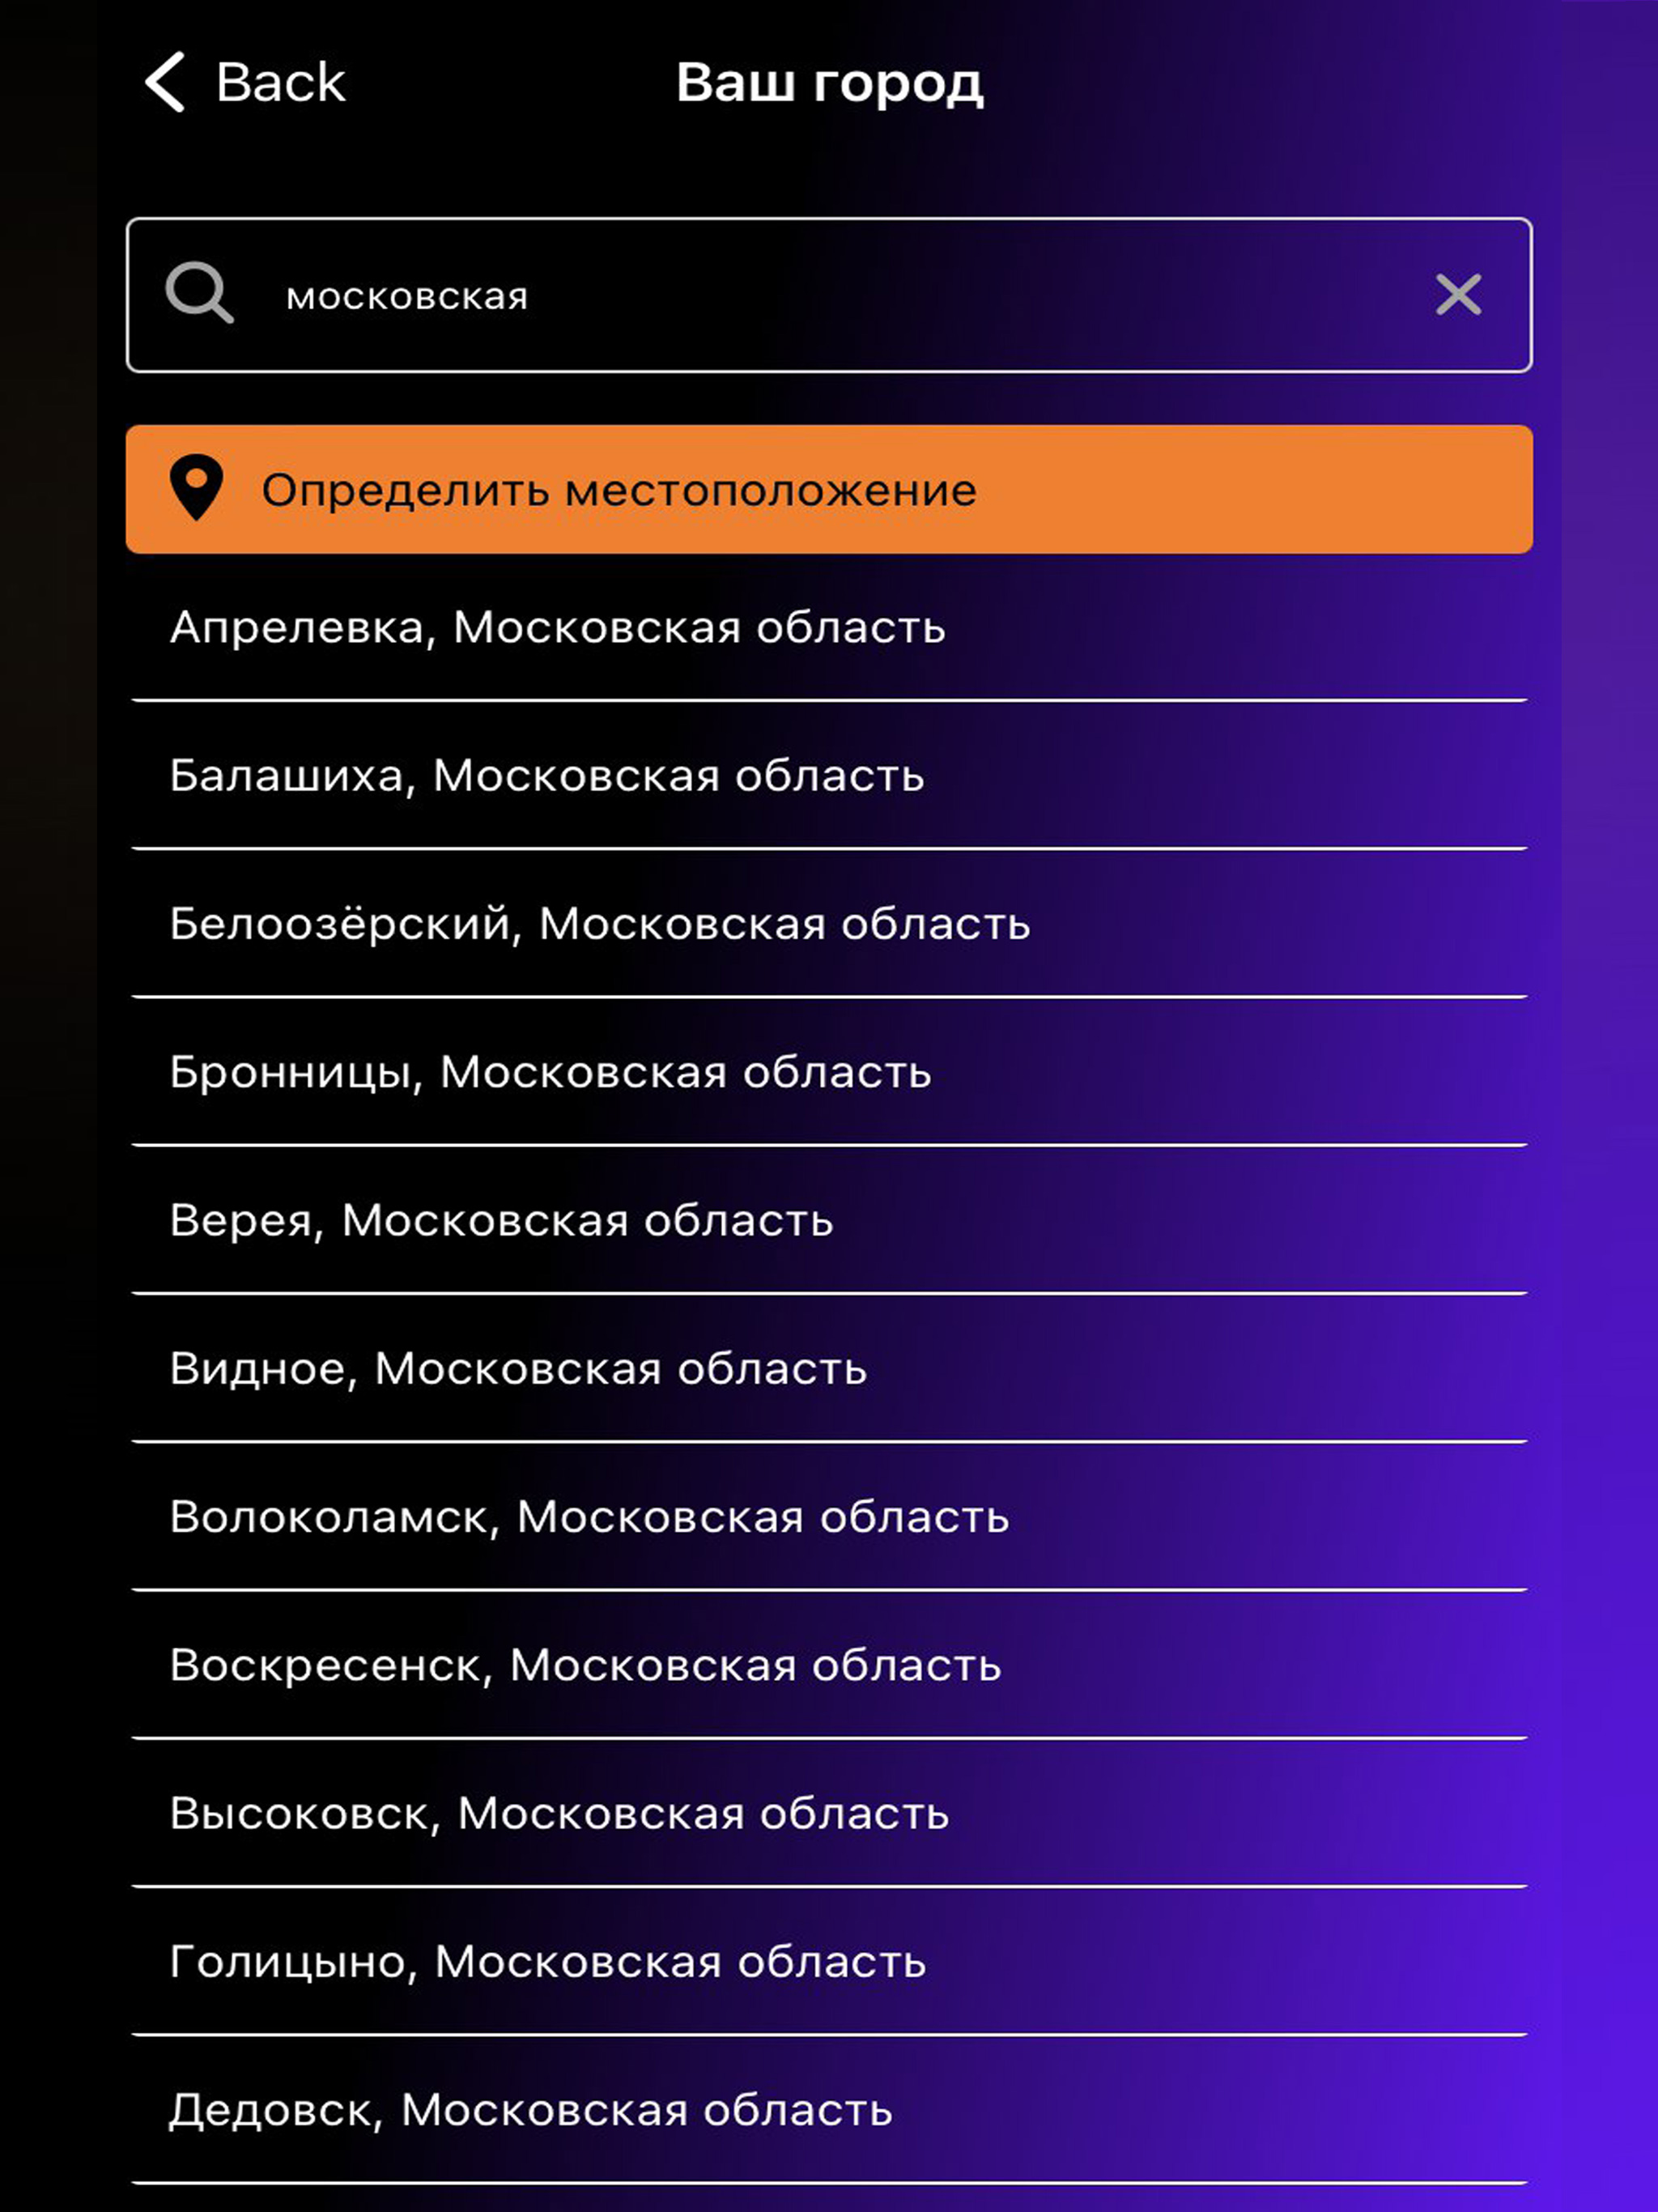 Back
Ваш город
московская
Определить местоположение
Апрелевка, Московская область
Балашиха, Московская область
Белоозёрский, Московская область
Бронницы, Московская область
Верея, Московская область
Видное, Московская область
Волоколамск, Московская область
Воскресенск, Московская область
Высоковск, Московская область
Голицыно, Московская область
Дедовск, Московская область